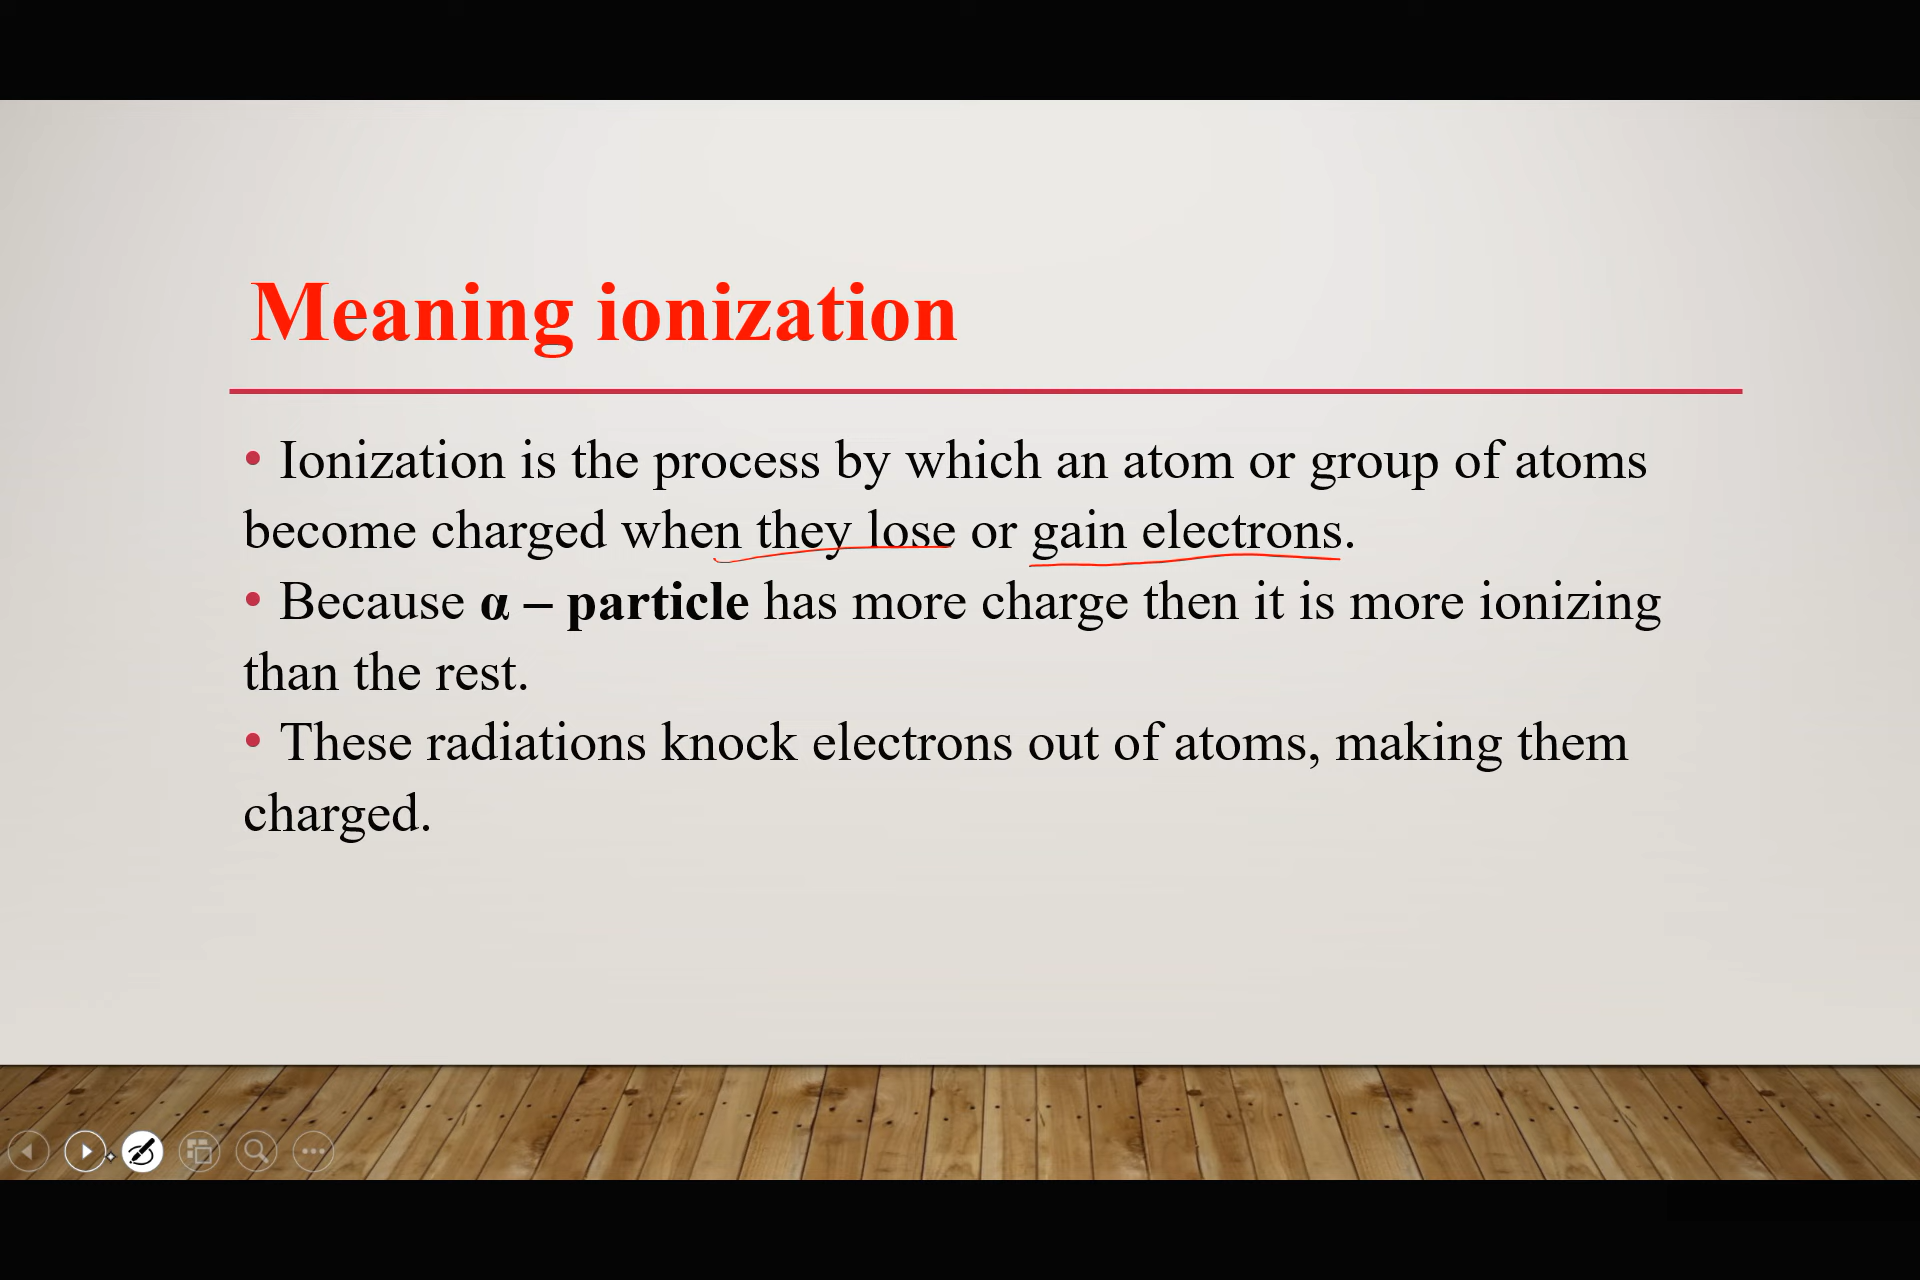 Meaning ionization
• Ionization is the process by which an atom or group of atoms
become charged when they lose or gain electrons.
• Because α – particle has more charge then it is more ionizing
than the rest.
• These radiations knock electrons out of atoms, making them
charged.